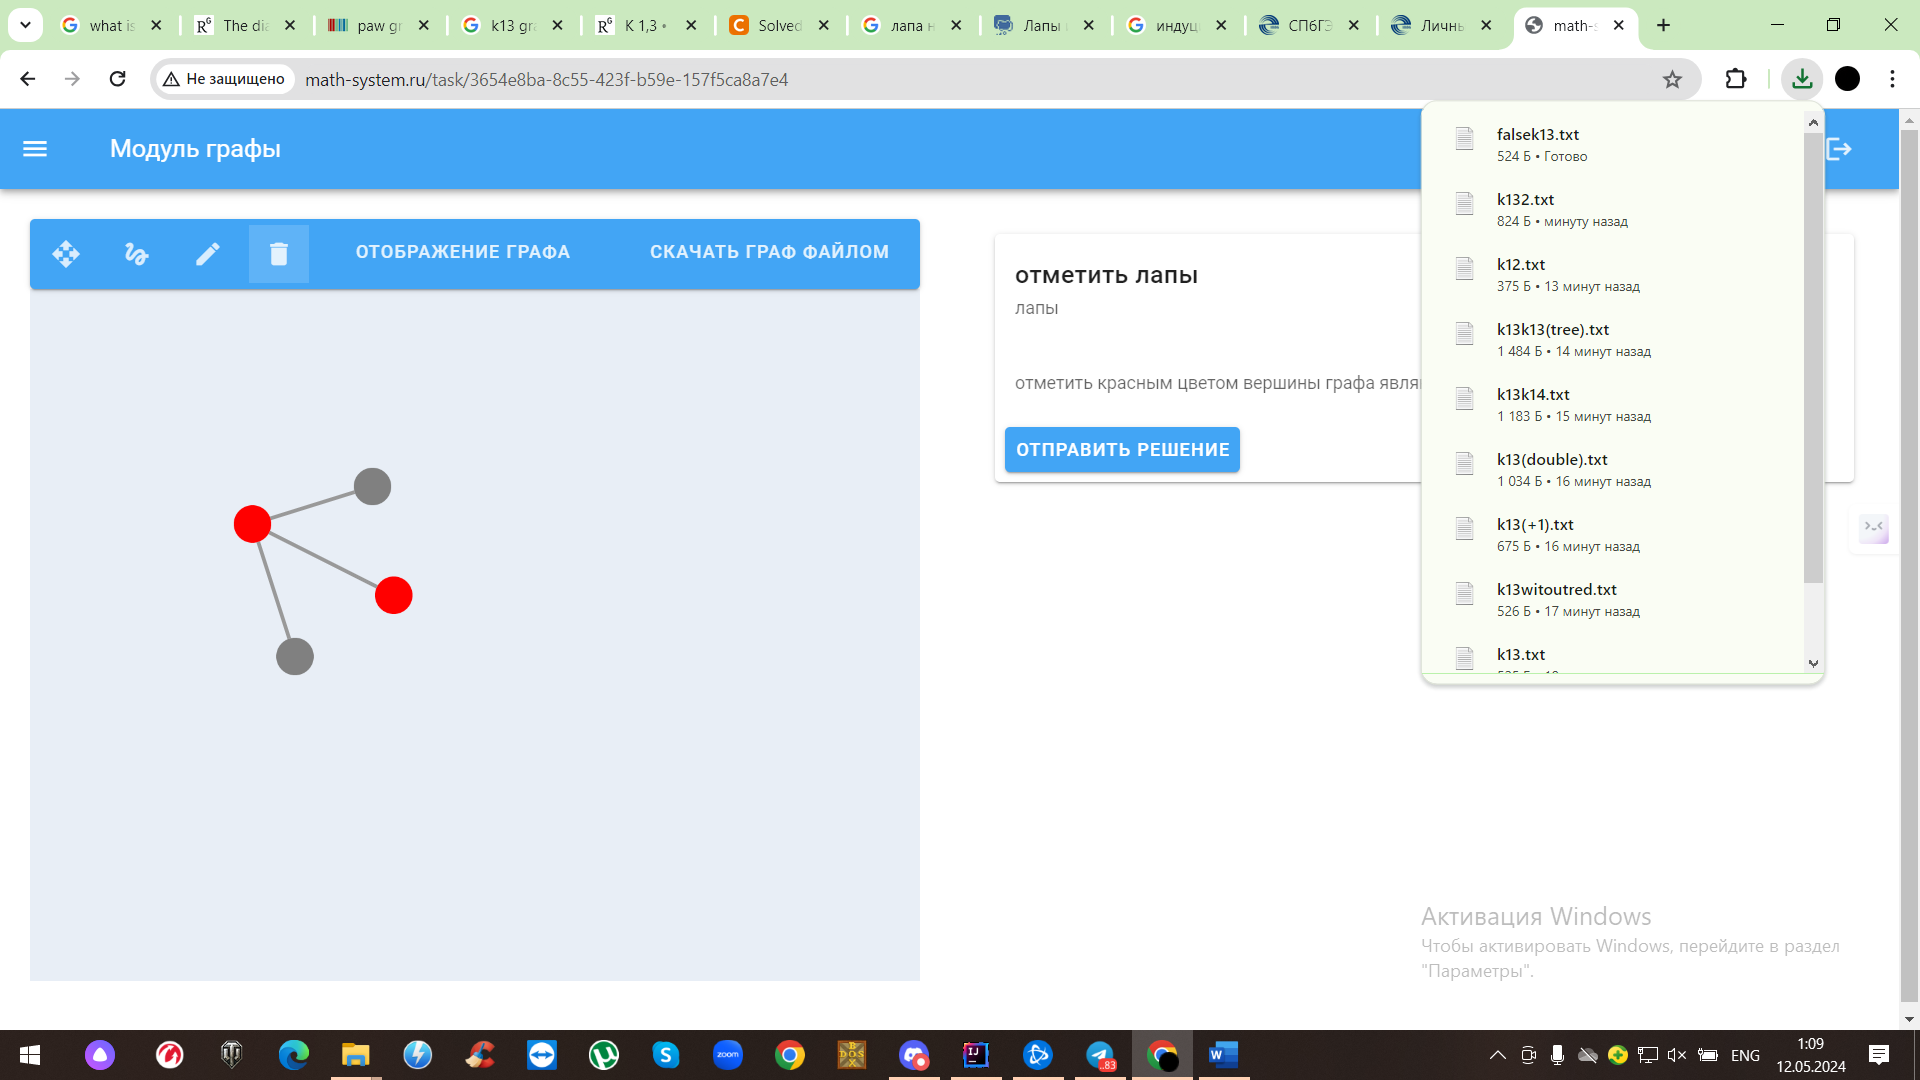 what is
The dia
paw gr
k13 gra
K 1,3 •
Solved
лапа н
Лапы и
индуц
СПбГЭ
Личнь
math-s
Не защищено
math-system.ru/task/3654e8ba-8c55-423f-b59e-157f5ca8a7e4
Модуль графы
ОТОБРАЖЕНИЕ ГРАФА
СКАЧАТЬ ГРАФ ФАЙЛОМ
отметить лапы
лапы
отметить красным цветом вершины графа явля
ОТПРАВИТЬ РЕШЕНИЕ
falsek13.txt
524 Б • Готово
k132.txt
824 Б • минуту назад
k12.txt
375 Б • 13 минут назад
k13k13(tree).txt
1 484 Б • 14 минут назад
k13k14.txt
1 183 Б • 15 минут назад
k13(double).txt
1 034 Б • 16 минут назад
k13(+1).txt
675 Б • 16 минут назад
k13witoutred.txt
526 Б • 17 минут назад
k13.txt
Активация Windows
Чтобы активировать Windows, перейдите в раздел
"Параметры".
zoom
ENG
1:09
12.05.2024